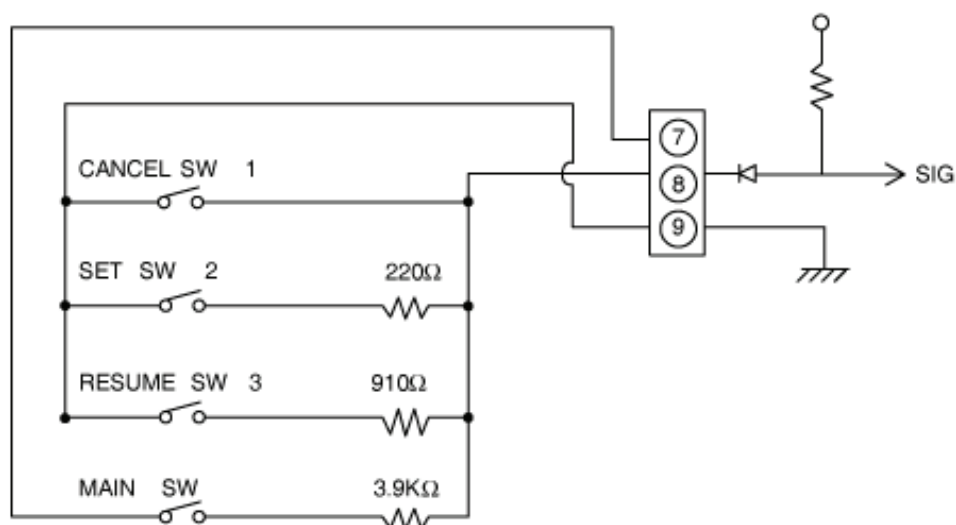 CANCEL SW 1
SET SW 2
220Ω
RESUME SW 3
910Ω
MAIN SW
3.9KΩ
7
8
9
SIG